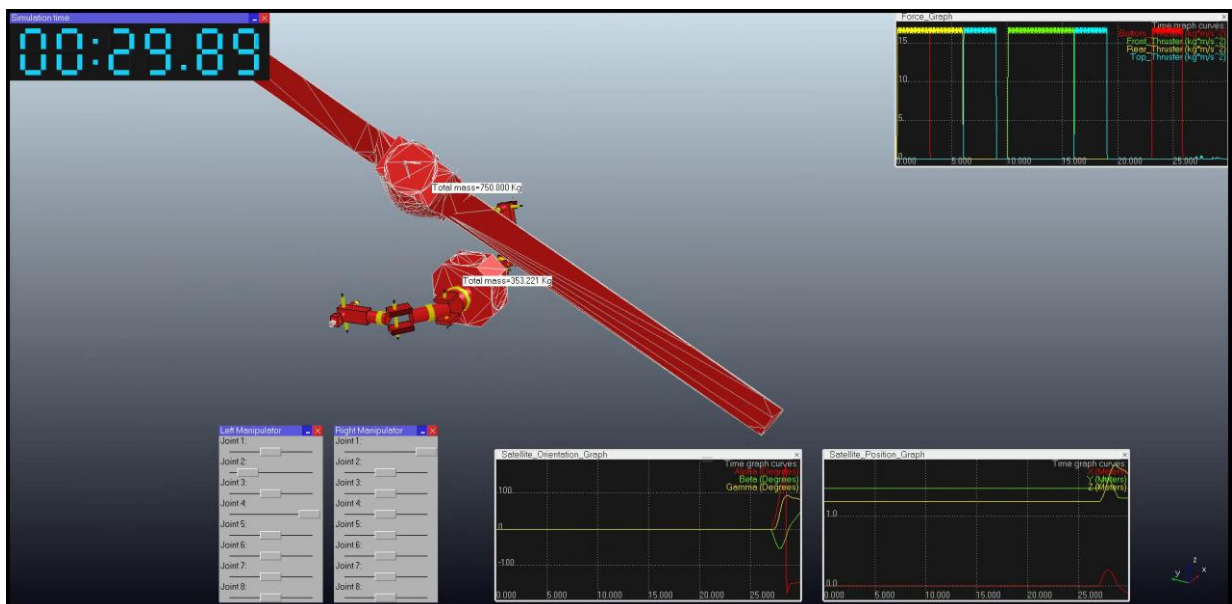 Simulation time
00:29.89
Force_Graph
Time graph curves:
Front_Thruster (kg*m/s^2)
Rear_Thruster (kg*m/s^2)
Top_Thruster (kg*m/s^2)
15.
10.
5.
0.000 5.000 10.000 15.000 20.000 25.000
Total mass=750.000 Kg
Total mass=353.221 Kg
Left Manipulator
Joint 1:
Joint 2:
Joint 3:
Joint 4:
Joint 5:
Joint 6:
Joint 7:
Joint 8:
Right Manipulator
Joint 1:
Joint 2:
Joint 3:
Joint 4:
Joint 5:
Joint 6:
Joint 7:
Joint 8:
Satellite_Orientation_Graph
Time graph curves:
Alpha (Degrees)
Beta (Degrees)
Gamma (Degrees)
100.
0
-100
0.000 5.000 10.000 15.000 20.000 25.000
Satellite_Position_Graph
Time graph curves:
X (Meters)
Y (Meters)
Z (Meters)
1.0
0.0
0.000 5.000 10.000 15.000 20.000 25.000
z
y x